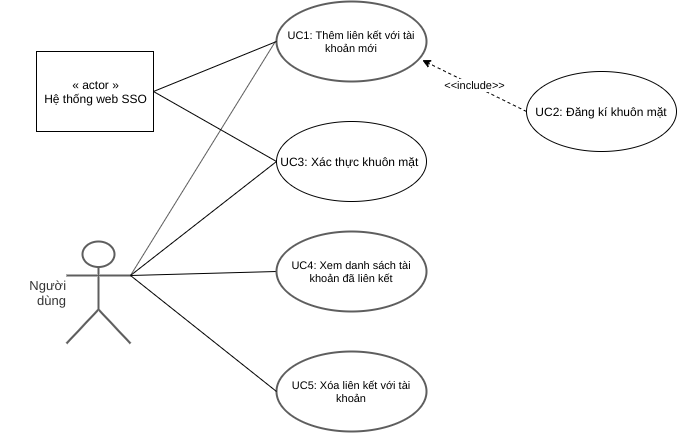 UC1: Thêm liên kết với tài
khoản mới
« actor »
Hệ thống web SSO
<<include>>
UC2: Đăng kí khuôn mặt
UC3: Xác thực khuôn mặt
UC4: Xem danh sách tài
khoản đã liên kết
Người
dùng
UC5: Xóa liên kết với tài
khoản